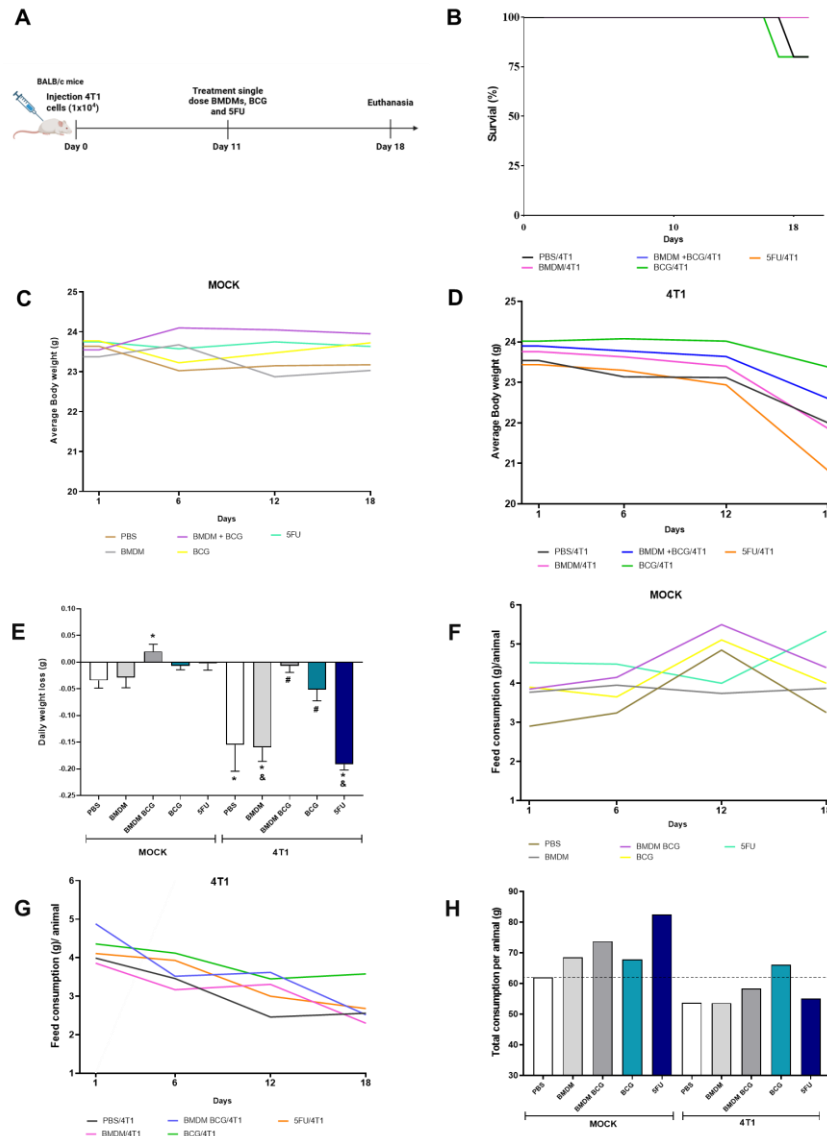 A
BALB/c mice
Injection 4T1
cells (1x10⁴)
Treatment single
dose BMDMs, BCG
and 5FU
Euthanasia
Day 0
Day 11
Day 18
B
Survial (%)
100
75
50
25
0
0
10
18
Days
PBS/4T1
BMDM +BCG/4T1
5FU/4T1
BMDM/4T1
BCG/4T1
C
MOCK
Average Body weight (g)
25
24
23
22
21
20
1
6
12
18
Days
PBS
BMDM + BCG
5FU
BMDM
BCG
D
4T1
Average Body weight (g)
25
24
23
22
21
20
1
6
12
1
Days
PBS/4T1
BMDM +BCG/4T1
5FU/4T1
BMDM/4T1
BCG/4T1
E
Daily weight loss (g)
0.10
0.05
0.00
-0.05
-0.10
-0.15
-0.20
-0.25
*
*
*
&
#
#
*
&
PBS
BMDM
BMDM BCG
BCG
5FU
PBS
BMDM
BMDM BCG
BCG
5FU
MOCK
4T1
F
MOCK
Feed consumption (g)/animal
6
5
4
3
2
1
1
6
12
18
Days
PBS
BMDM BCG
5FU
BMDM
BCG
G
4T1
Feed consumption (g)/ animal
6
5
4
3
2
1
1
6
12
18
Days
PBS/4T1
BMDM BCG/4T1
5FU/4T1
BMDM/4T1
BCG/4T1
H
Total consumption per animal (g)
90
80
70
60
50
40
30
PBS
BMDM
BMDM BCG
BCG
5FU
PBS
BMDM
BMDM BCG
BCG
5FU
MOCK
4T1